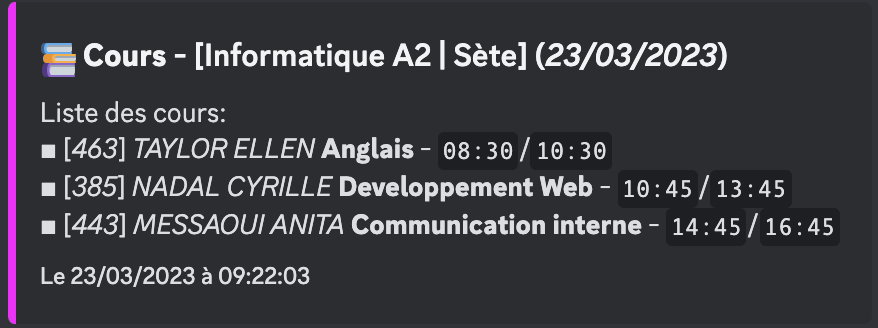 📚 Cours - [Informatique A2 | Sète] (23/03/2023)
Liste des cours:
▪ [463] TAYLOR ELLEN Anglais - 08:30/10:30
▪ [385] NADAL CYRILLE Developpement Web - 10:45/13:45
▪ [443] MESSAOUI ANITA Communication interne - 14:45/16:45
Le 23/03/2023 à 09:22:03